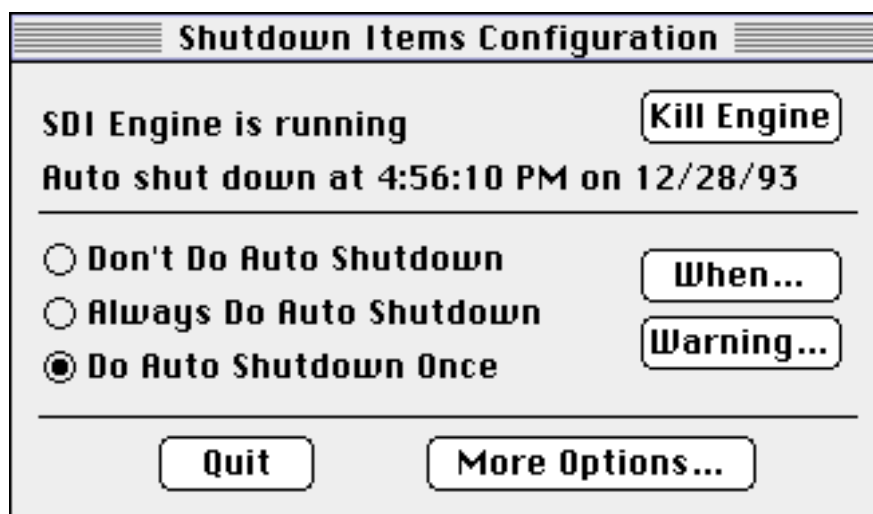 Shutdown Items Configuration
SDI Engine is running
Kill Engine
Auto shut down at 4:56:10 PM on 12/28/93
Don't Do Auto Shutdown
Always Do Auto Shutdown
Do Auto Shutdown Once
When...
Warning...
Quit
More Options...